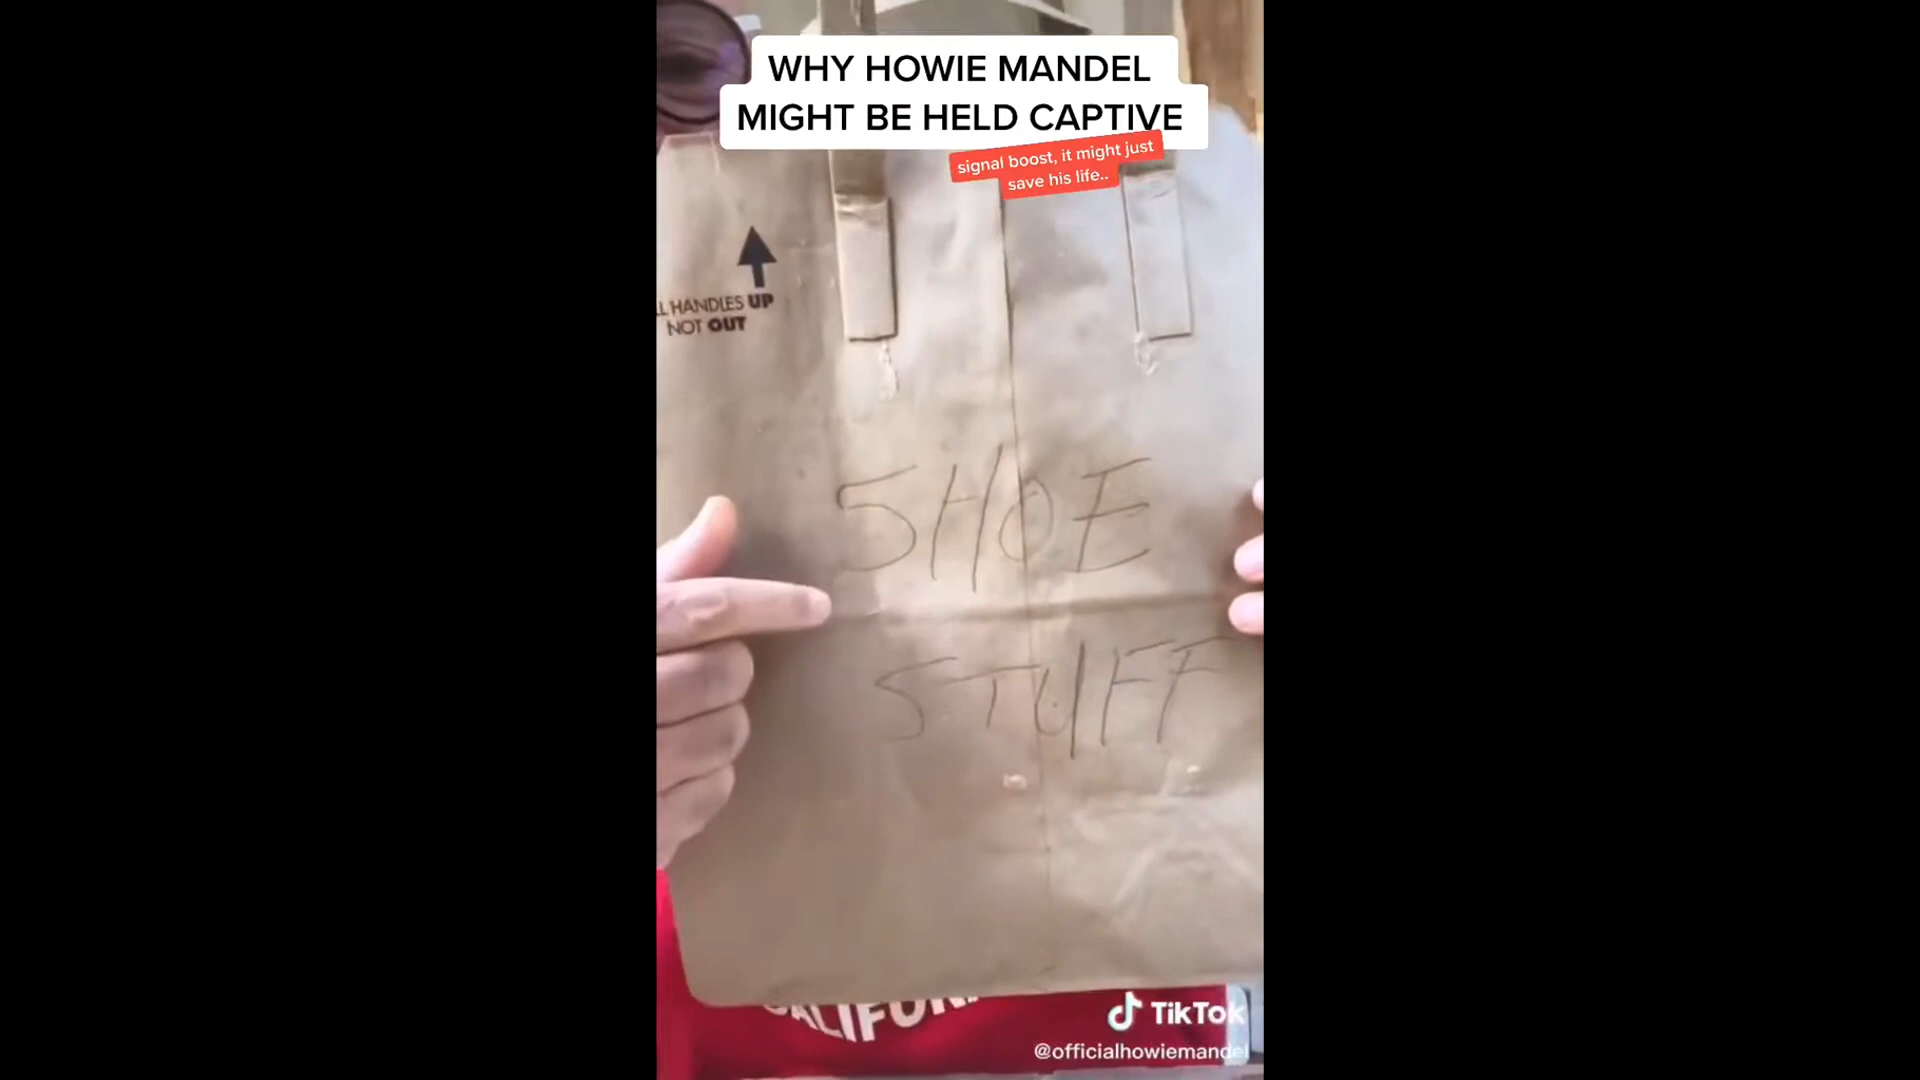 WHY HOWIE MANDEL
MIGHT BE HELD CAPTIVE
signal boost, it might just
save his life..
HANDLES UP
NOT OUT
SHOE
STUFF
TikTok
@officialhowiemandel